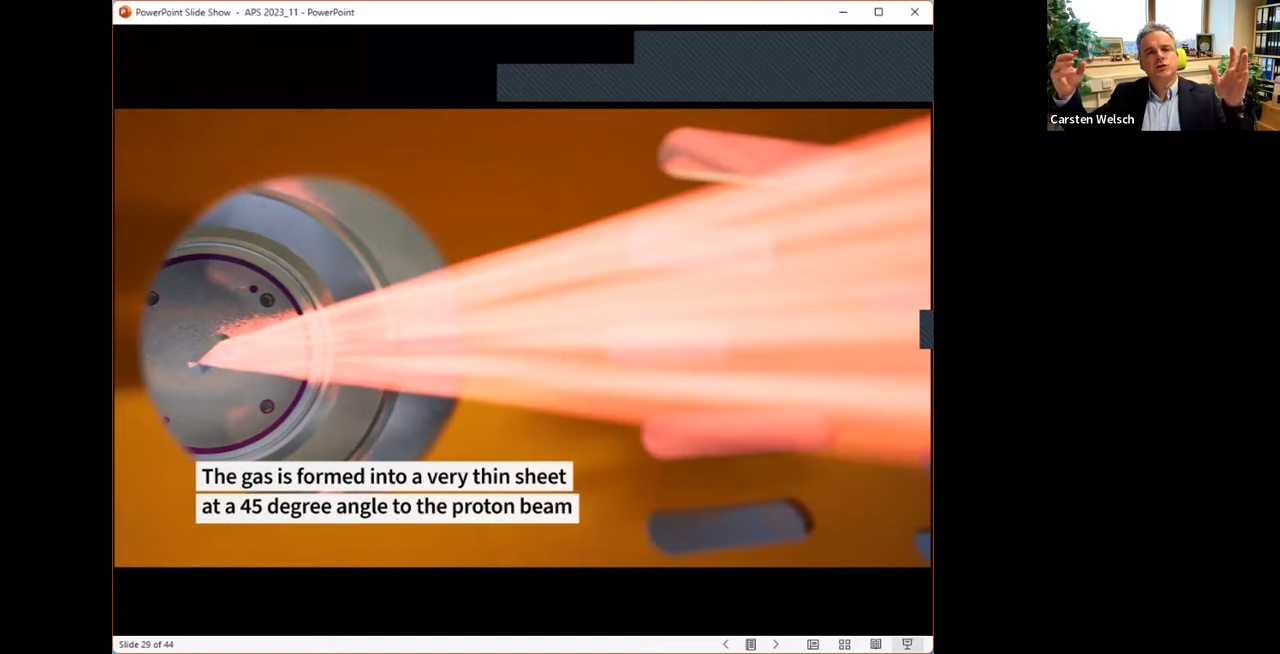 PowerPoint Slide Show - APS 2023_11 - PowerPoint
Carsten Welsch
The gas is formed into a very thin sheet
at a 45 degree angle to the proton beam
Slide 29 of 44